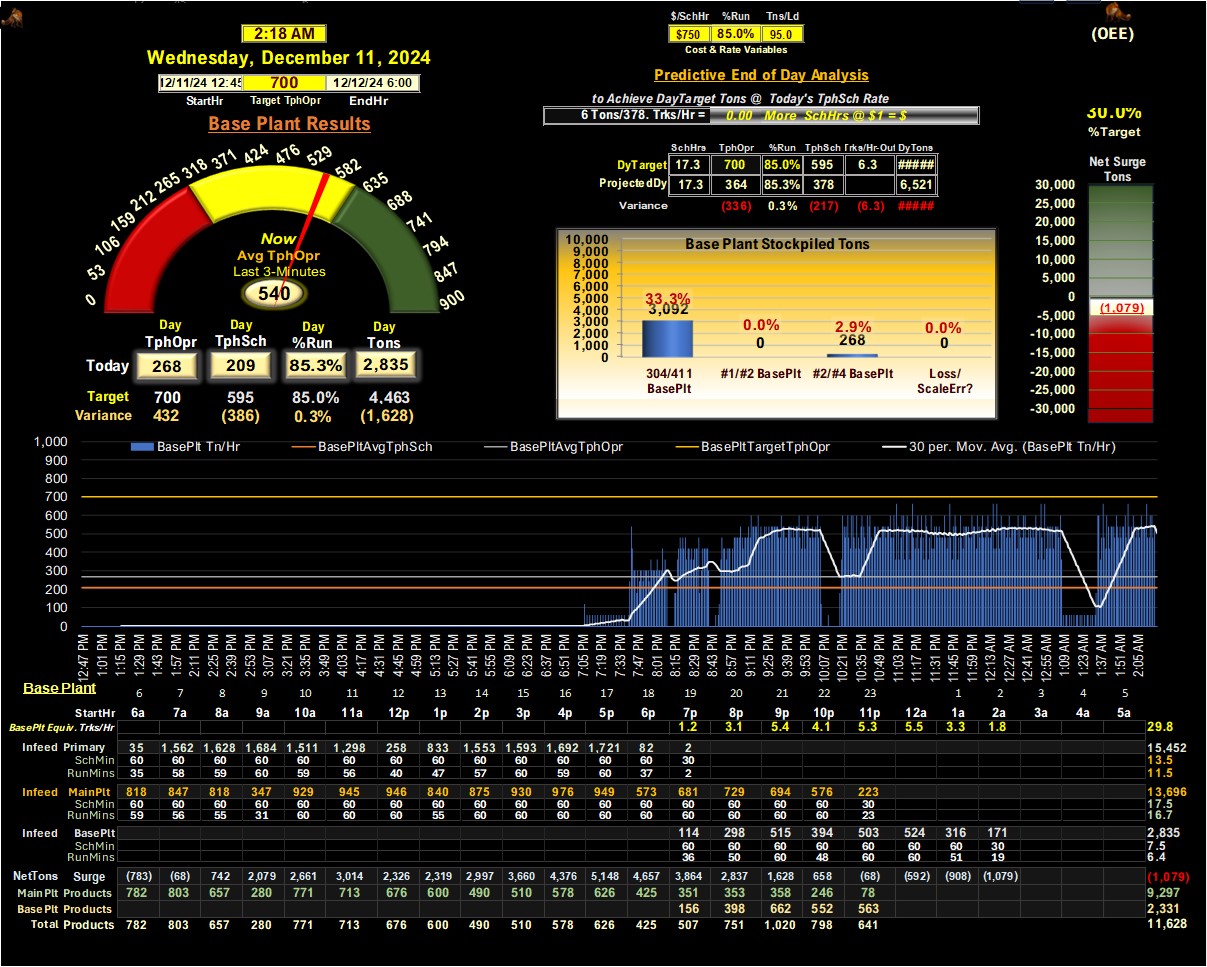 2:18 AM
Wednesday, December 11, 2024
12/11/24 12:45 700 12/12/24 6:00
StartHr Target TphOpr EndHr
Base Plant Results
0 53 106 159 212 265 318 371 424 476 529 582 635 688 741 794 847 900
Now
Avg TphOpr
Last 3-Minutes
540
Day Day Day Day
TphOpr TphSch %Run Tons
Today 268 209 85.3% 2,835
Target 700 595 85.0% 4,463
Variance 432 (386) 0.3% (1,628)
$/SchHr %Run Tns/Ld
$750 85.0% 95.0
Cost & Rate Variables
Predictive End of Day Analysis
to Achieve DayTarget Tons @ Today's TphSch Rate
6 Tons/378. Trks/Hr = 0.00 More SchHrs @ $1 = $
SchHrs TphOpr %Run TphSch Trks/Hr-Out DyTons
DyTarget 17.3 700 85.0% 595 6.3 #####
ProjectedDy 17.3 364 85.3% 378 6,521
Variance (336) 0.3% (217) (6.3) #####
Base Plant Stockpiled Tons
10,000
9,000
8,000
7,000
6,000
5,000
4,000
3,000
2,000
1,000
0
33.3% 0.0% 2.9% 0.0%
3,092 0 268 0
304/411 BasePlt
#1/#2 BasePlt
#2/#4 BasePlt
Loss/ ScaleErr?
(OEE)
30.0%
%Target
Net Surge
Tons
30,000
25,000
20,000
15,000
10,000
5,000
0
(1,079)
-5,000
-10,000
-15,000
-20,000
-25,000
-30,000
BasePlt Tn/Hr BasePltAvgTphSch BasePltAvgTphOpr BasePltTargetTphOpr 30 per. Mov. Avg. (BasePlt Tn/Hr)
1,000
900
800
700
600
500
400
300
200
100
0
12:47 PM 1:01 PM 1:15 PM 1:29 PM 1:43 PM 1:57 PM 2:11 PM 2:25 PM 2:39 PM 2:53 PM 3:07 PM 3:21 PM 3:35 PM 3:49 PM 4:03 PM 4:17 PM 4:31 PM 4:45 PM 4:59 PM 5:13 PM 5:27 PM 5:41 PM 5:55 PM 6:09 PM 6:23 PM 6:37 PM 6:51 PM 7:05 PM 7:19 PM 7:33 PM 7:47 PM 8:01 PM 8:15 PM 8:29 PM 8:43 PM 8:57 PM 9:11 PM 9:25 PM 9:39 PM 9:53 PM 10:07 PM 10:21 PM 10:35 PM 10:49 PM 11:03 PM 11:17 PM 11:31 PM 11:45 PM 11:59 PM 12:13 AM 12:27 AM 12:41 AM 12:55 AM 1:09 AM 1:23 AM 1:37 AM 1:51 AM 2:05 AM
Base Plant 6 7 8 9 10 11 12 13 14 15 16 17 18 19 20 21 22 23 1 2 3 4 5
StartHr 6a 7a 8a 9a 10a 11a 12p 1p 2p 3p 4p 5p 6p 7p 8p 9p 10p 11p 12a 1a 2a 3a 4a 5a
BasePlt Equiv. Trks/Hr 1.2 3.1 5.4 4.1 5.3 5.5 3.3 1.8 29.8
Infeed Primary 35 1,562 1,628 1,684 1,511 1,298 258 833 1,553 1,593 1,692 1,721 82 2 15,452
SchMin 60 60 60 60 60 60 60 60 60 60 60 60 60 30 13.5
RunMins 35 58 59 60 59 56 40 47 57 60 59 60 37 2 11.5
Infeed MainPlt 818 847 818 347 929 945 946 840 875 930 976 949 573 681 729 694 576 223 13,696
SchMin 60 60 60 60 60 60 60 60 60 60 60 60 60 60 60 60 60 30 17.5
RunMins 59 56 55 31 60 60 60 55 60 60 60 60 60 60 60 60 60 23 16.7
Infeed BasePlt 114 298 515 394 503 524 316 171 2,835
SchMin 60 60 60 60 60 60 60 30 7.5
RunMins 36 50 60 48 60 60 51 19 6.4
NetTons Surge (783) (68) 742 2,079 2,661 3,014 2,326 2,319 2,997 3,660 4,376 5,148 4,657 3,864 2,837 1,628 658 (68) (592) (908) (1,079) (1,079)
MainPlt Products 782 803 657 280 771 713 676 600 490 510 578 626 425 351 353 358 246 78 9,297
BasePlt Products 156 398 662 552 563 2,331
Total Products 782 803 657 280 771 713 676 600 490 510 578 626 425 507 751 1,020 798 641 11,628